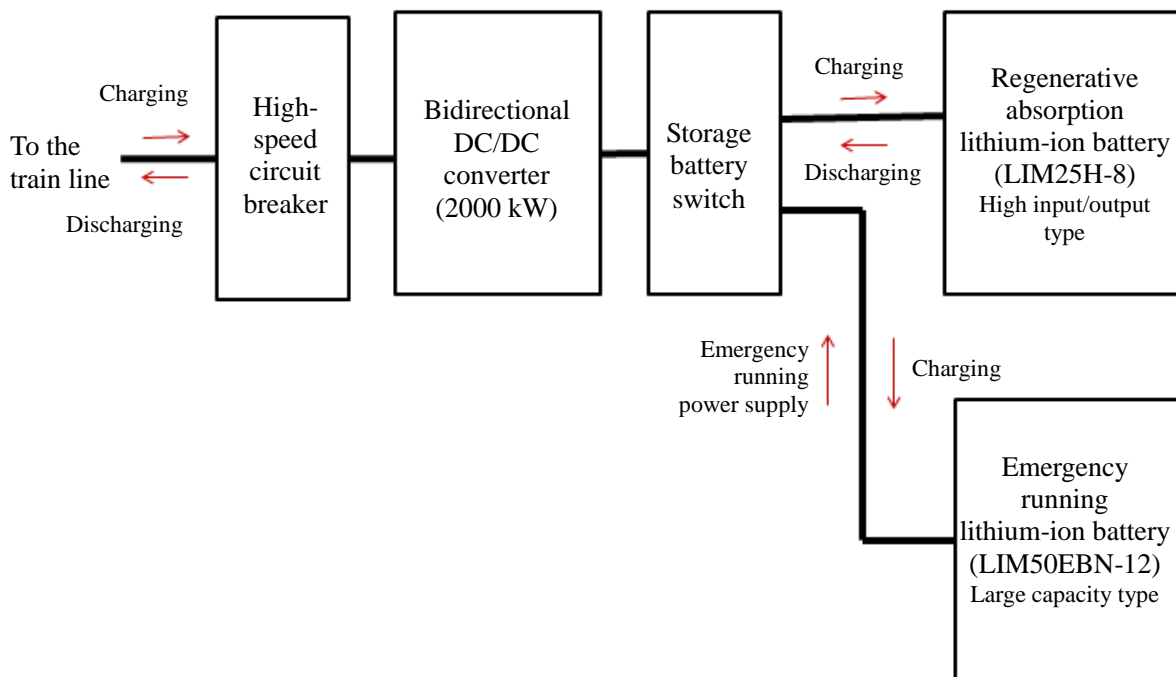 To the
train line
Charging
Discharging
High-
speed
circuit
breaker
Bidirectional
DC/DC
converter
(2000 kW)
Storage
battery
switch
Charging
Discharging
Regenerative
absorption
lithium-ion battery
(LIM25H-8)
High input/output
type
Emergency
running
power supply
Charging
Emergency
running
lithium-ion battery
(LIM50EBN-12)
Large capacity type